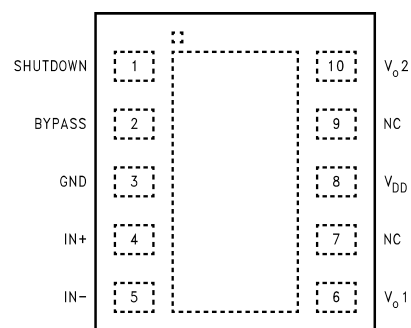 SHUTDOWN 1 10 Vo2
BYPASS 2 9 NC
GND 3 8 VDD
IN+ 4 7 NC
IN- 5 6 Vo1